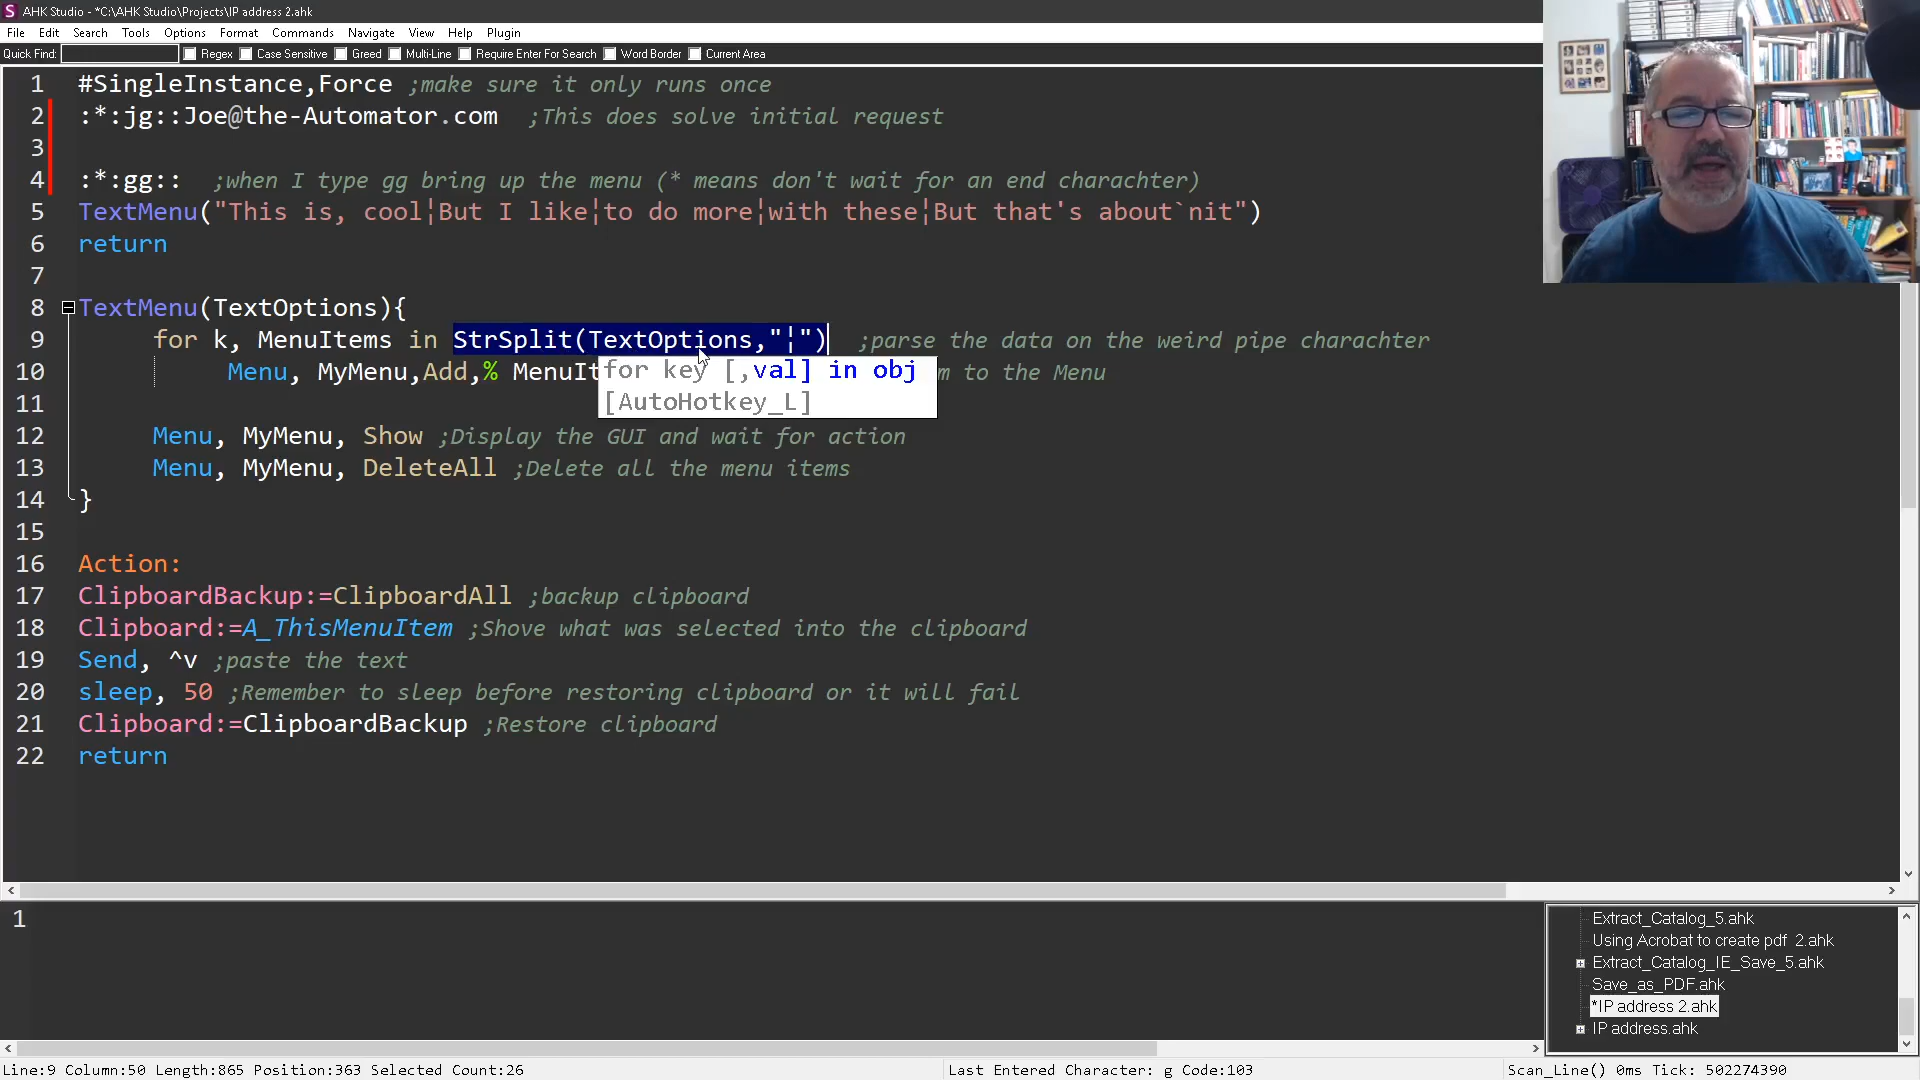 AHK Studio - *C:\AHK Studio\Projects\IP address 2.ahk
File Edit Search Tools Options Format Commands Navigate View Help Plugin
Quick Find: Regex Case Sensitive Greed Multi-Line Require Enter For Search Word Border Current Area
1 #SingleInstance,Force ;make sure it only runs once
2 :*:jg::Joe@the-Automator.com ;This does solve initial request
3
4 :*:gg:: ;when I type gg bring up the menu (* means don't wait for an end charachter)
5 TextMenu("This is, cool¦But I like¦to do more¦with these¦But that's about`nit")
6 return
7
8 TextMenu(TextOptions){
9 for k, MenuItems in StrSplit(TextOptions,"¦") ;parse the data on the weird pipe charachter
10 Menu, MyMenu,Add,% MenuIt m to the Menu
for key [,val] in obj
[AutoHotkey_L]
11
12 Menu, MyMenu, Show ;Display the GUI and wait for action
13 Menu, MyMenu, DeleteAll ;Delete all the menu items
14 }
15
16 Action:
17 ClipboardBackup:=ClipboardAll ;backup clipboard
18 Clipboard:=A_ThisMenuItem ;Shove what was selected into the clipboard
19 Send, ^v ;paste the text
20 sleep, 50 ;Remember to sleep before restoring clipboard or it will fail
21 Clipboard:=ClipboardBackup ;Restore clipboard
22 return
1
Extract_Catalog_5.ahk
Using Acrobat to create pdf 2.ahk
Extract_Catalog_IE_Save_5.ahk
Save_as_PDF.ahk
*IP address 2.ahk
IP address.ahk
Line:9 Column:50 Length:865 Position:363 Selected Count:26 Last Entered Character: g Code:103 Scan_Line() 0ms Tick: 502274390